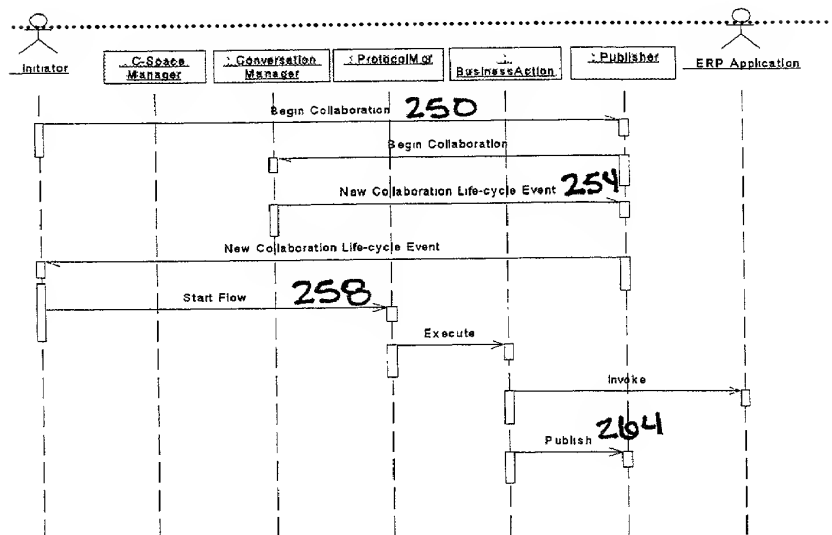 : Initiator
: C-Space Manager
: Conversation Manager
: ProtocolMgr
: BusinessAction
: Publisher
: ERP Application
Begin Collaboration 250
Begin Collaboration
New Collaboration Life-cycle Event 254
New Collaboration Life-cycle Event
Start Flow 258
Execute
Invoke
Publish 264